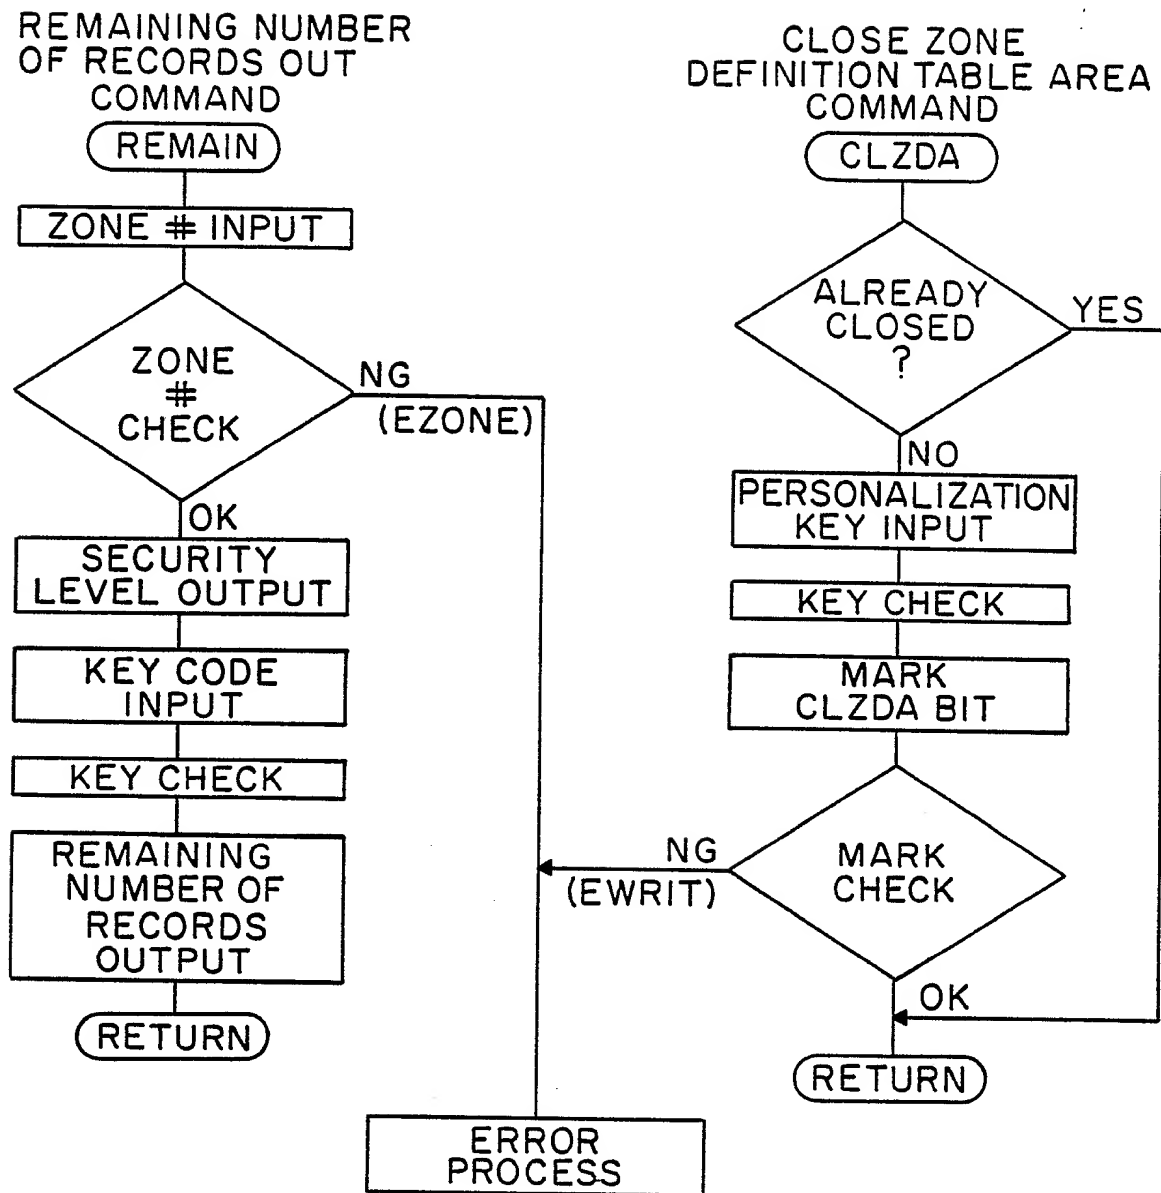 REMAINING NUMBER
OF RECORDS OUT
COMMAND
REMAIN
ZONE # INPUT
ZONE
#
CHECK
NG
(EZONE)
OK
SECURITY
LEVEL OUTPUT
KEY CODE
INPUT
KEY CHECK
REMAINING
NUMBER OF
RECORDS
OUTPUT
RETURN
CLOSE ZONE
DEFINITION TABLE AREA
COMMAND
CLZDA
ALREADY
CLOSED
?
YES
NO
PERSONALIZATION
KEY INPUT
KEY CHECK
MARK
CLZDA BIT
MARK
CHECK
NG
(EWRIT)
OK
RETURN
ERROR
PROCESS